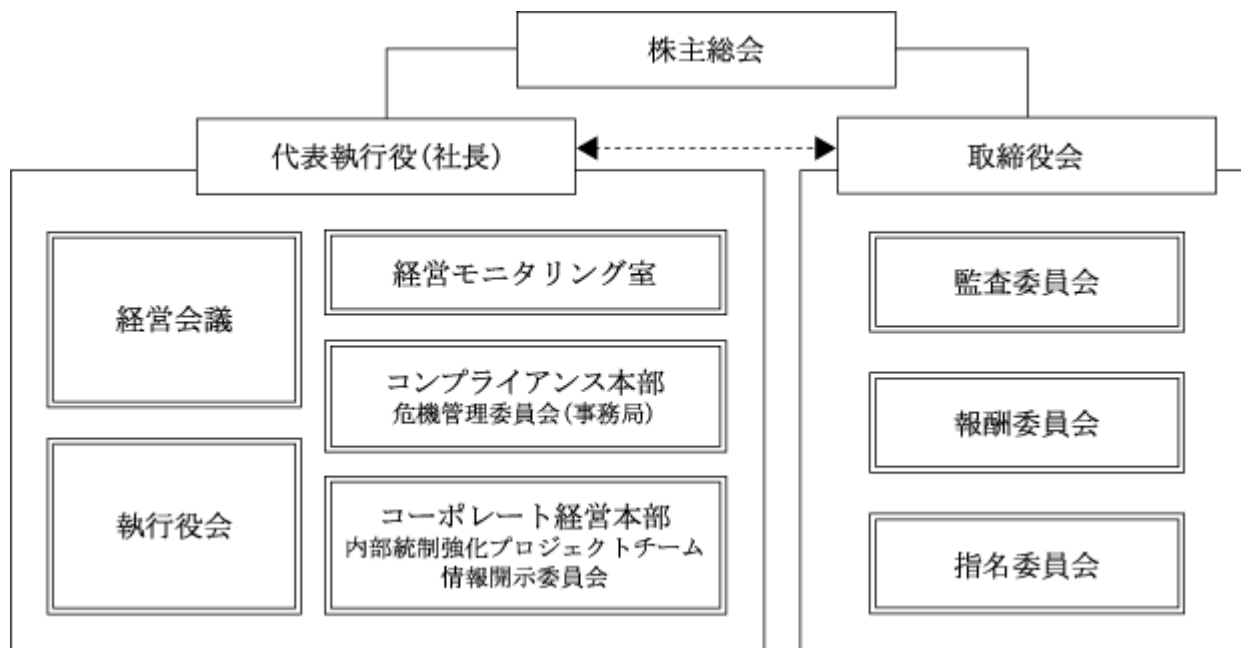 株主総会
代表執行役(社長)
取締役会
経営会議
執行役会
経営モニタリング室
コンプライアンス本部
危機管理委員会(事務局)
コーポレート経営本部
内部統制強化プロジェクトチーム
情報開示委員会
監査委員会
報酬委員会
指名委員会